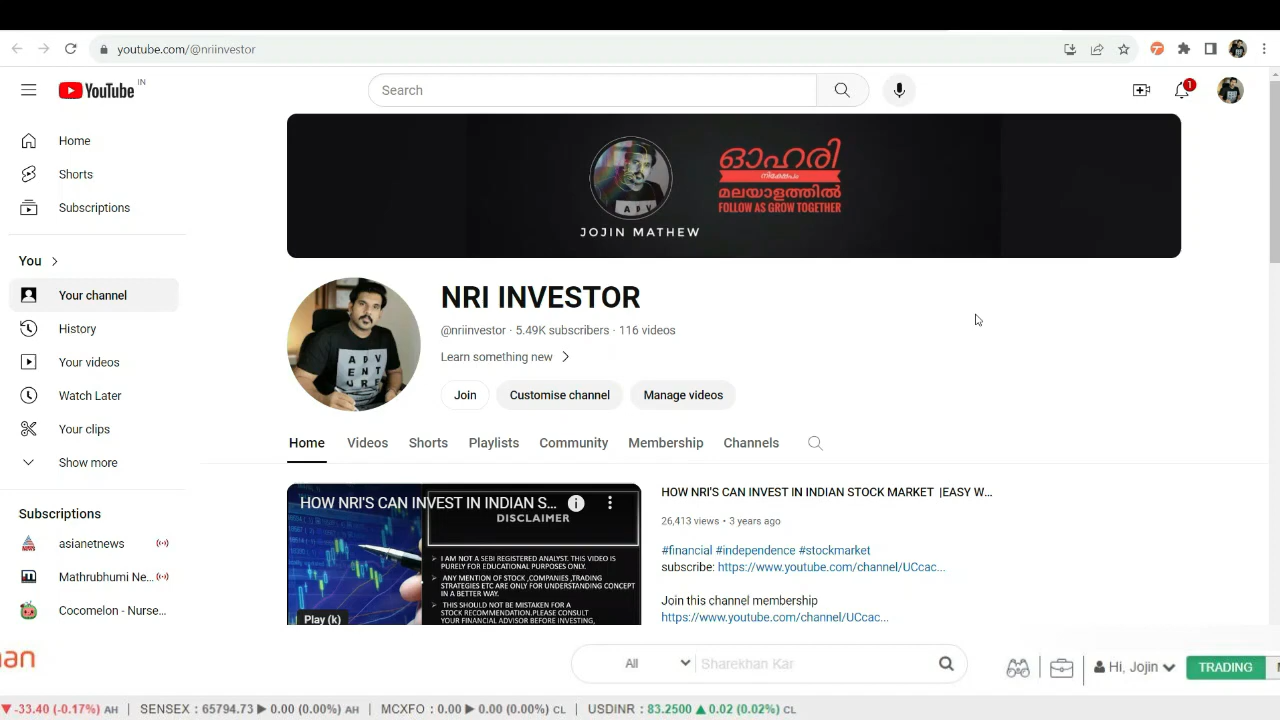 youtube.com/@nriinvestor
YouTube IN
Search
1
Home
Shorts
Subscriptions
You
Your channel
History
Your videos
Watch Later
Your clips
Show more
Subscriptions
asianetnews
Mathrubhumi Ne...
Cocomelon - Nurse...
JOJIN MATHEW
ഓഹരി
നിക്ഷേപം
മലയാളത്തിൽ
FOLLOW AS GROW TOGETHER
NRI INVESTOR
@nriinvestor · 5.49K subscribers · 116 videos
Learn something new
Join Customise channel Manage videos
ADV
ENT
URE
Home Videos Shorts Playlists Community Membership Channels
HOW NRI'S CAN INVEST IN INDIAN S...
DISCLAIMER
I AM NOT A SEBI REGISTERED ANALYST. THIS VIDEO IS
PURELY FOR EDUCATIONAL PURPOSES ONLY.
ANY MENTION OF STOCK ,COMPANIES ,TRADING
STRATEGIES ETC ARE ONLY FOR UNDERSTANDING CONCEPT
IN A BETTER WAY.
THIS SHOULD NOT BE MISTAKEN FOR A
STOCK RECOMMENDATION.PLEASE CONSULT
YOUR FINANCIAL ADVISOR BEFORE INVESTING,
Play (k)
HOW NRI'S CAN INVEST IN INDIAN STOCK MARKET |EASY W...
26,413 views • 3 years ago
#financial #independence #stockmarket
subscribe: https://www.youtube.com/channel/UCcac...
Join this channel membership
https://www.youtube.com/channel/UCcac...
All Sharekhan Kar
Hi, Jojin TRADING
-33.40 (-0.17%) AH | SENSEX : 65794.73 0.00 (0.00%) AH | MCXFO : 0.00 0.00 (0.00%) CL | USDINR : 83.2500 0.02 (0.02%) CL